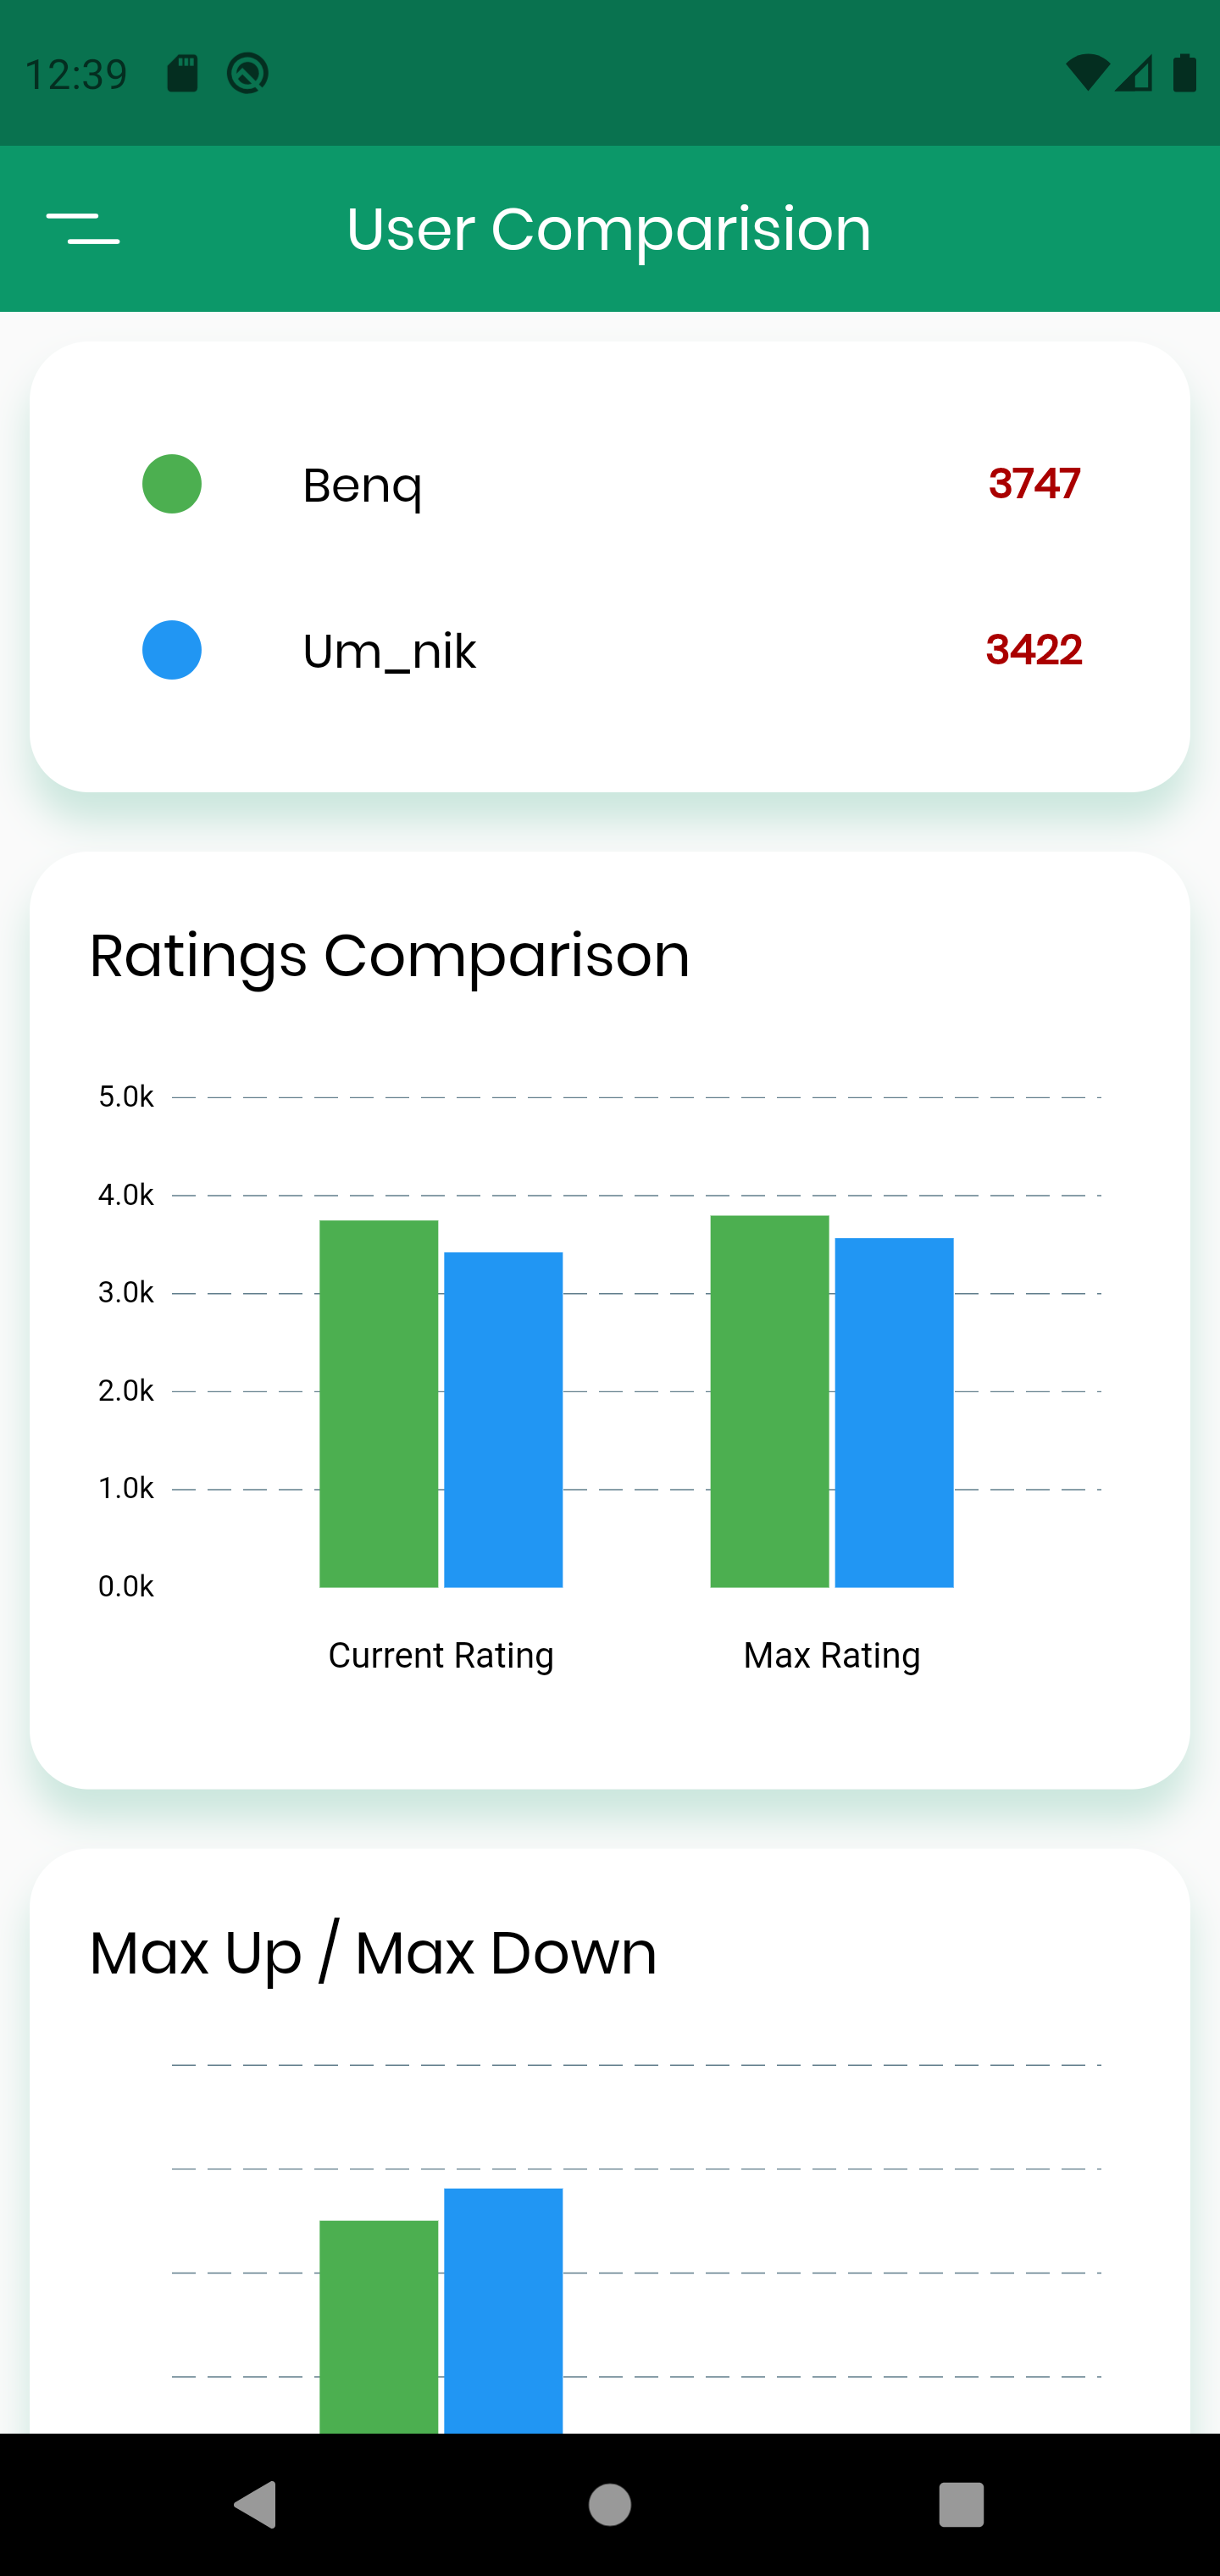 12:39
User Comparision
Benq 3747
Um_nik 3422
Ratings Comparison
5.0k
4.0k
3.0k
2.0k
1.0k
0.0k
Current Rating Max Rating
Max Up / Max Down